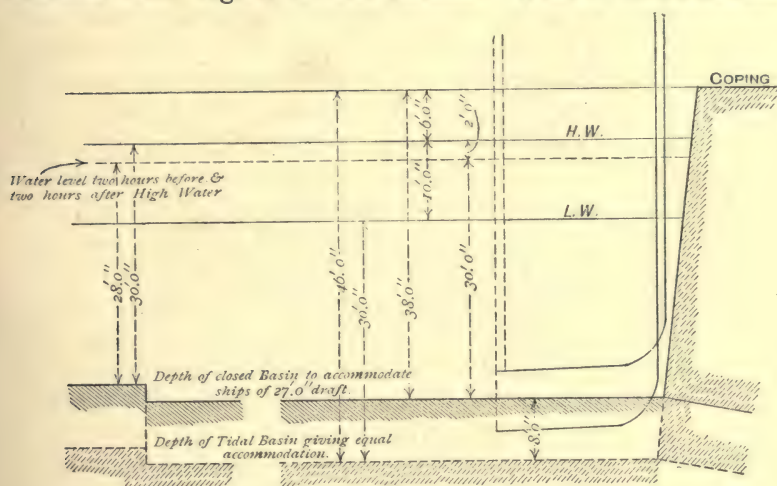 COPING
6'.0"
2'.0"
H.W.
Water level two hours before &
two hours after High Water
10'.0"
L.W.
28'.0"
30'.0"
46'.0"
30'.0"
38'.0"
30'.0"
Depth of closed Basin to accommodate
ships of 27'.0" draft.
Depth of Tidal Basin giving equal
accommodation.
8'.0"